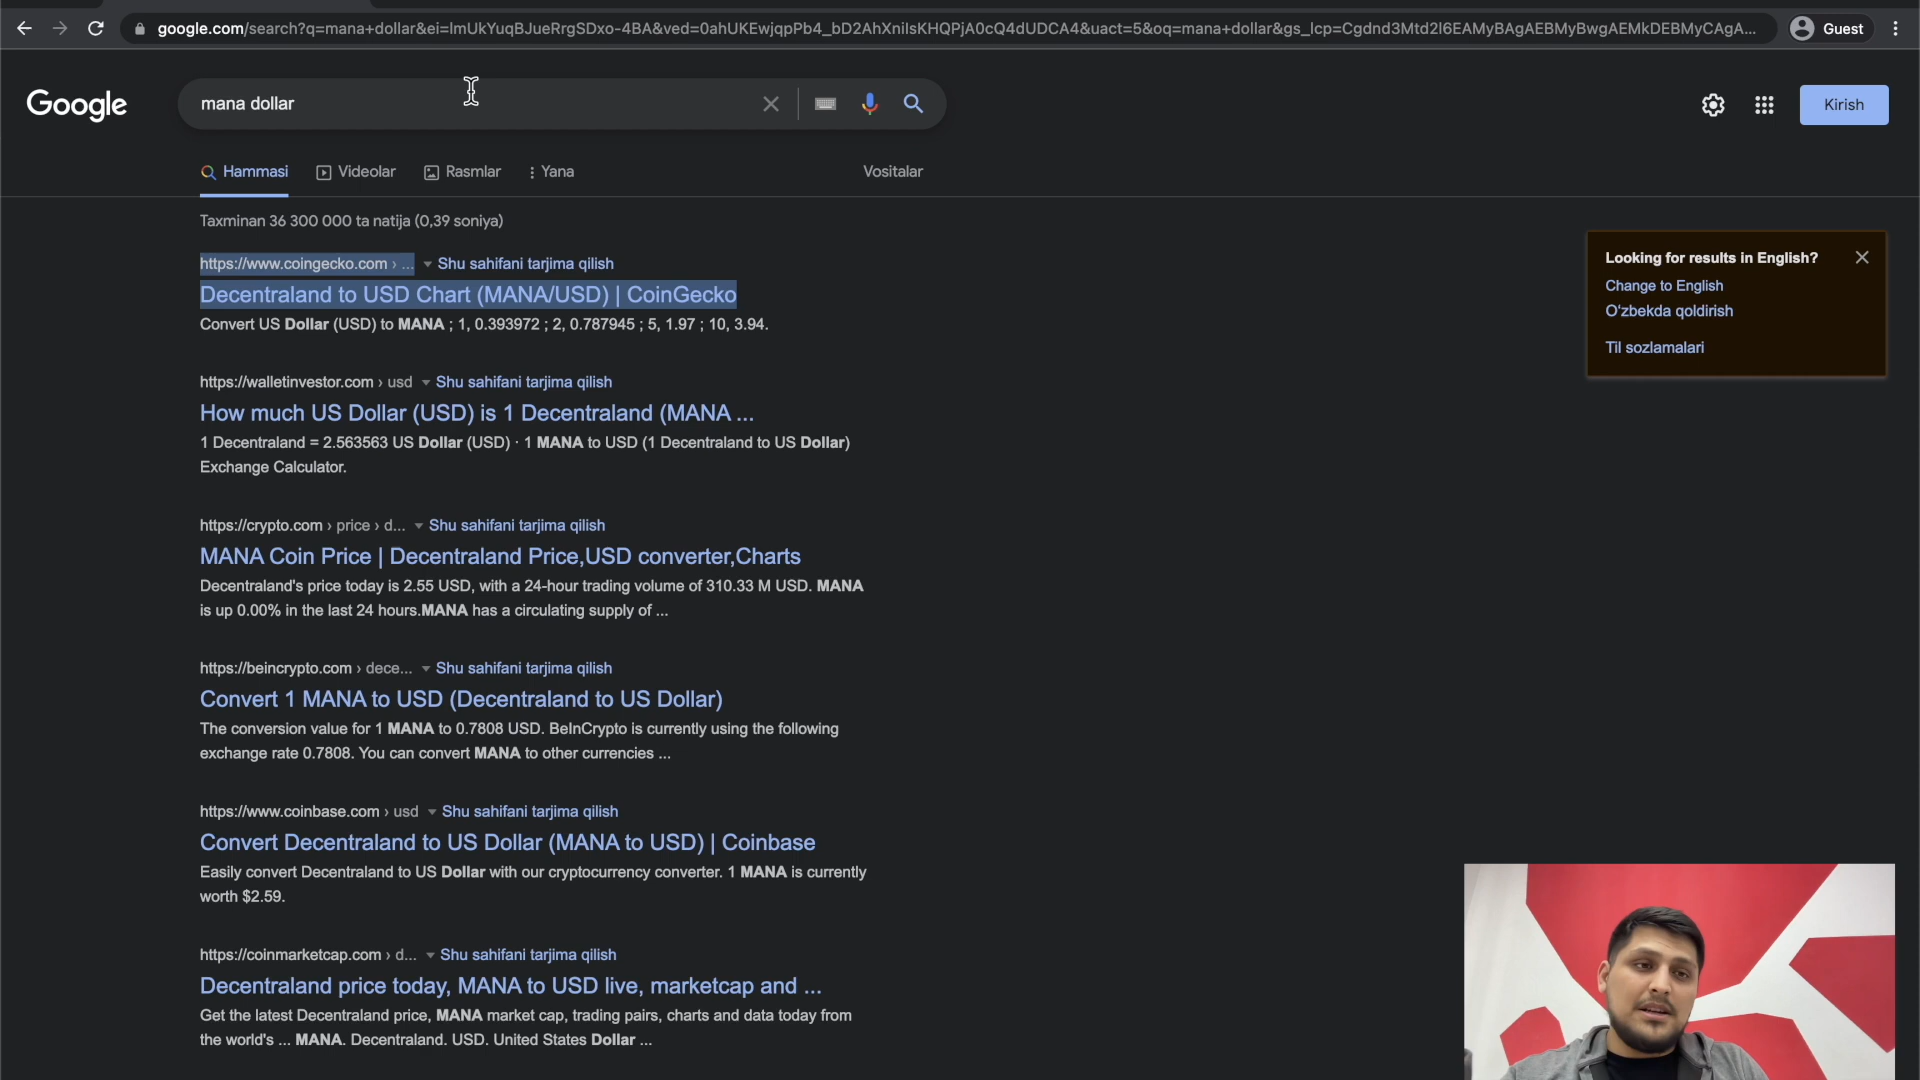 google.com/search?q=mana+dollar&ei=lmUkYuqBJueRrgSDxo-4BA&ved=0ahUKEwjqpPb4_bD2AhXniIsKHQPjA0cQ4dUDCA4&uact=5&oq=mana+dollar&gs_lcp=Cgdnd3Mtd2l6EAMyBAgAEBMyBwgAEMkDEBMyCAgA...
Guest
Google
mana dollar
Kirish
Hammasi
Videolar
Rasmlar
Yana
Vositalar
Taxminan 36 300 000 ta natija (0,39 soniya)
https://www.coingecko.com › ... Shu sahifani tarjima qilish
Decentraland to USD Chart (MANA/USD) | CoinGecko
Convert US Dollar (USD) to MANA ; 1, 0.393972 ; 2, 0.787945 ; 5, 1.97 ; 10, 3.94.
https://walletinvestor.com › usd Shu sahifani tarjima qilish
How much US Dollar (USD) is 1 Decentraland (MANA ...
1 Decentraland = 2.563563 US Dollar (USD) · 1 MANA to USD (1 Decentraland to US Dollar)
Exchange Calculator.
https://crypto.com › price › d... Shu sahifani tarjima qilish
MANA Coin Price | Decentraland Price,USD converter,Charts
Decentraland's price today is 2.55 USD, with a 24-hour trading volume of 310.33 M USD. MANA
is up 0.00% in the last 24 hours.MANA has a circulating supply of ...
https://beincrypto.com › dece... Shu sahifani tarjima qilish
Convert 1 MANA to USD (Decentraland to US Dollar)
The conversion value for 1 MANA to 0.7808 USD. BeInCrypto is currently using the following
exchange rate 0.7808. You can convert MANA to other currencies ...
https://www.coinbase.com › usd Shu sahifani tarjima qilish
Convert Decentraland to US Dollar (MANA to USD) | Coinbase
Easily convert Decentraland to US Dollar with our cryptocurrency converter. 1 MANA is currently
worth $2.59.
https://coinmarketcap.com › d... Shu sahifani tarjima qilish
Decentraland price today, MANA to USD live, marketcap and ...
Get the latest Decentraland price, MANA market cap, trading pairs, charts and data today from
the world's ... MANA. Decentraland. USD. United States Dollar ...
Looking for results in English?
Change to English
O'zbekda qoldirish
Til sozlamalari